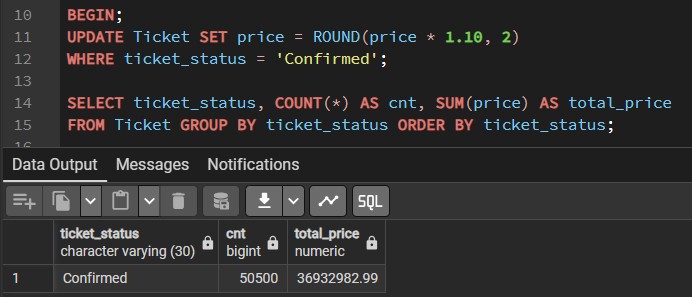 10 BEGIN;
11 UPDATE Ticket SET price = ROUND(price * 1.10, 2)
12 WHERE ticket_status = 'Confirmed';
13
14 SELECT ticket_status, COUNT(*) AS cnt, SUM(price) AS total_price
15 FROM Ticket GROUP BY ticket_status ORDER BY ticket_status;
16
Data Output Messages Notifications
SQL
ticket_status cnt total_price
character varying (30) bigint numeric
1 Confirmed 50500 36932982.99